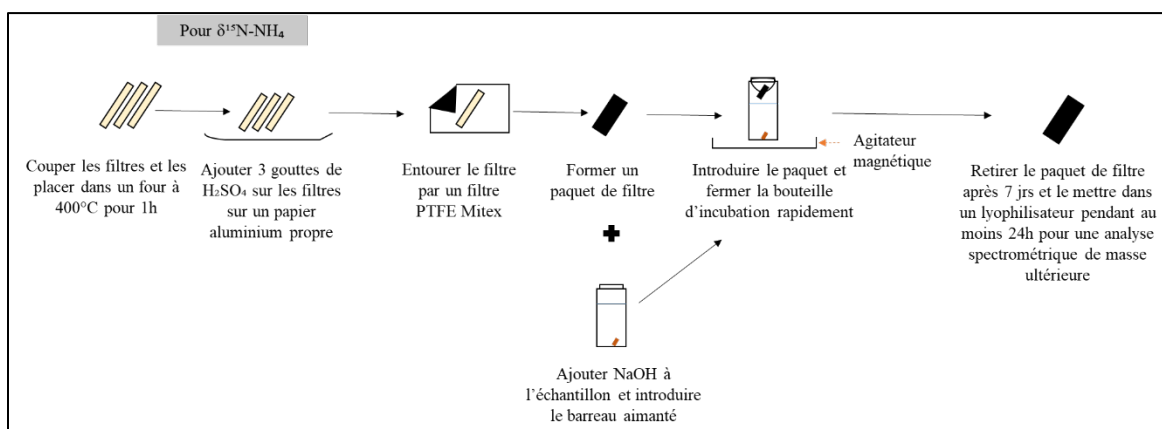 Pour δ¹⁵N-NH₄
Couper les filtres et les
placer dans un four à
400°C pour 1h
Ajouter 3 gouttes de
H₂SO₄ sur les filtres
sur un papier
aluminium propre
Entourer le filtre
par un filtre
PTFE Mitex
Former un
paquet de filtre
Introduire le paquet et
fermer la bouteille
d’incubation rapidement
Agitateur
magnétique
Retirer le paquet de filtre
après 7 jrs et le mettre dans
un lyophilisateur pendant au
moins 24h pour une analyse
spectrométrique de masse
ultérieure
Ajouter NaOH à
l’échantillon et introduire
le barreau aimanté